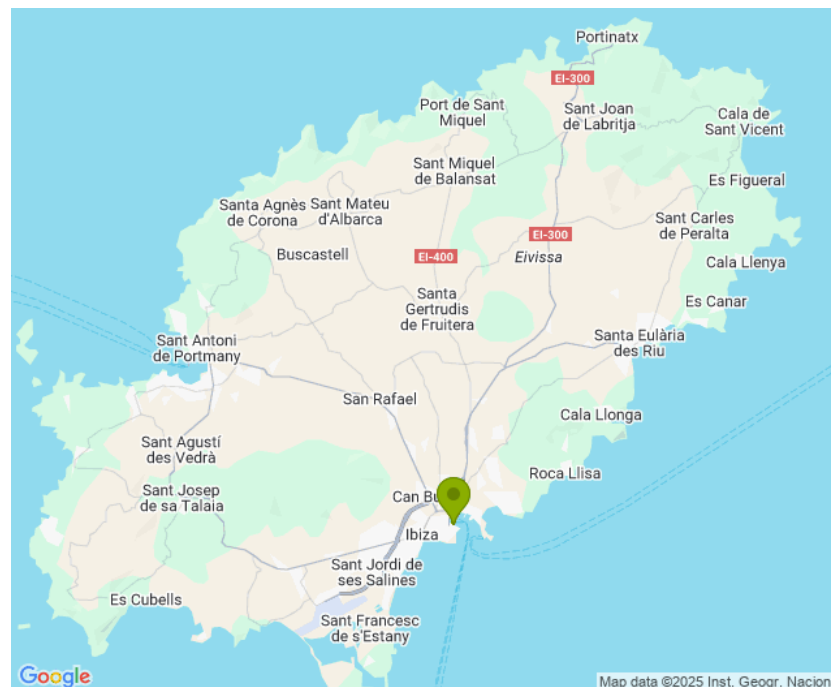 Portinatx
EI-300
Port de Sant
Miquel
Sant Joan
de Labritja
Cala de
Sant Vicent
Sant Miquel
de Balansat
Es Figueral
Santa Agnès
de Corona
Sant Mateu
d'Albarca
Sant Carles
de Peralta
EI-300
Buscastell
EI-400
Eivissa
Cala Llenya
Santa
Gertrudis
de Fruitera
Es Canar
Sant Antoni
de Portmany
Santa Eulària
des Riu
San Rafael
Cala Llonga
Sant Agustí
des Vedrà
Roca Llisa
Sant Josep
de sa Talaia
Can Bu
Ibiza
Sant Jordi de
ses Salines
Es Cubells
Sant Francesc
de s'Estany
Google
Map data ©2025 Inst. Geogr. Nacion